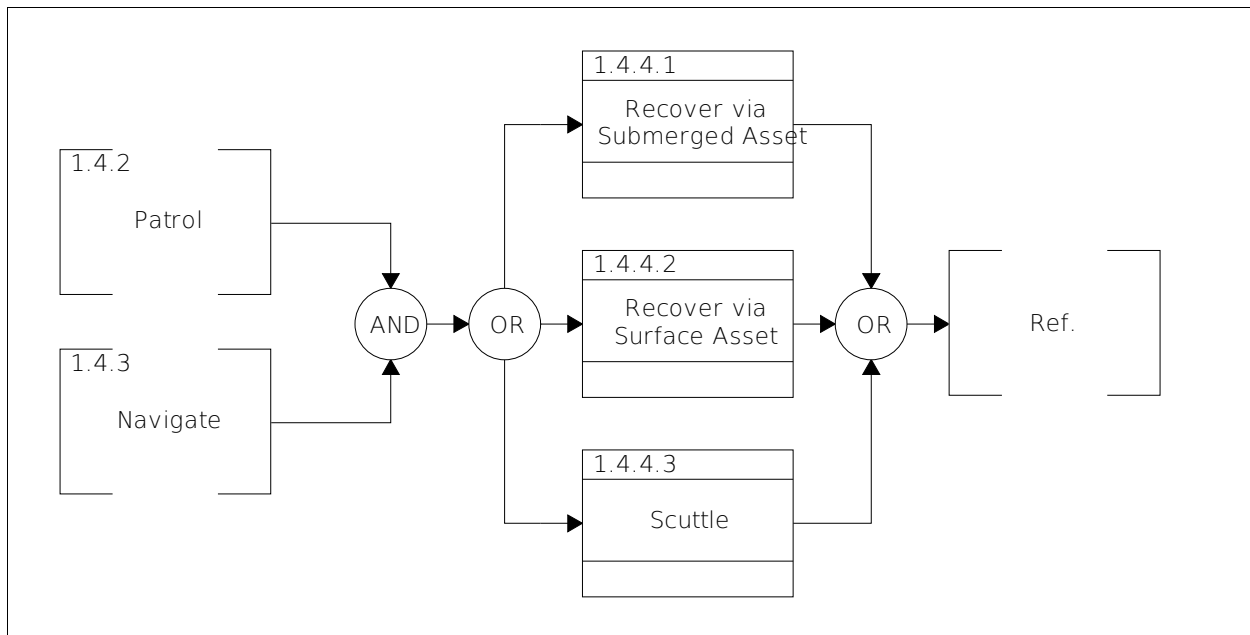 1.4.2
Patrol
1.4.3
Navigate
AND
OR
1.4.4.1
Recover via
Submerged Asset
1.4.4.2
Recover via
Surface Asset
1.4.4.3
Scuttle
OR
Ref.